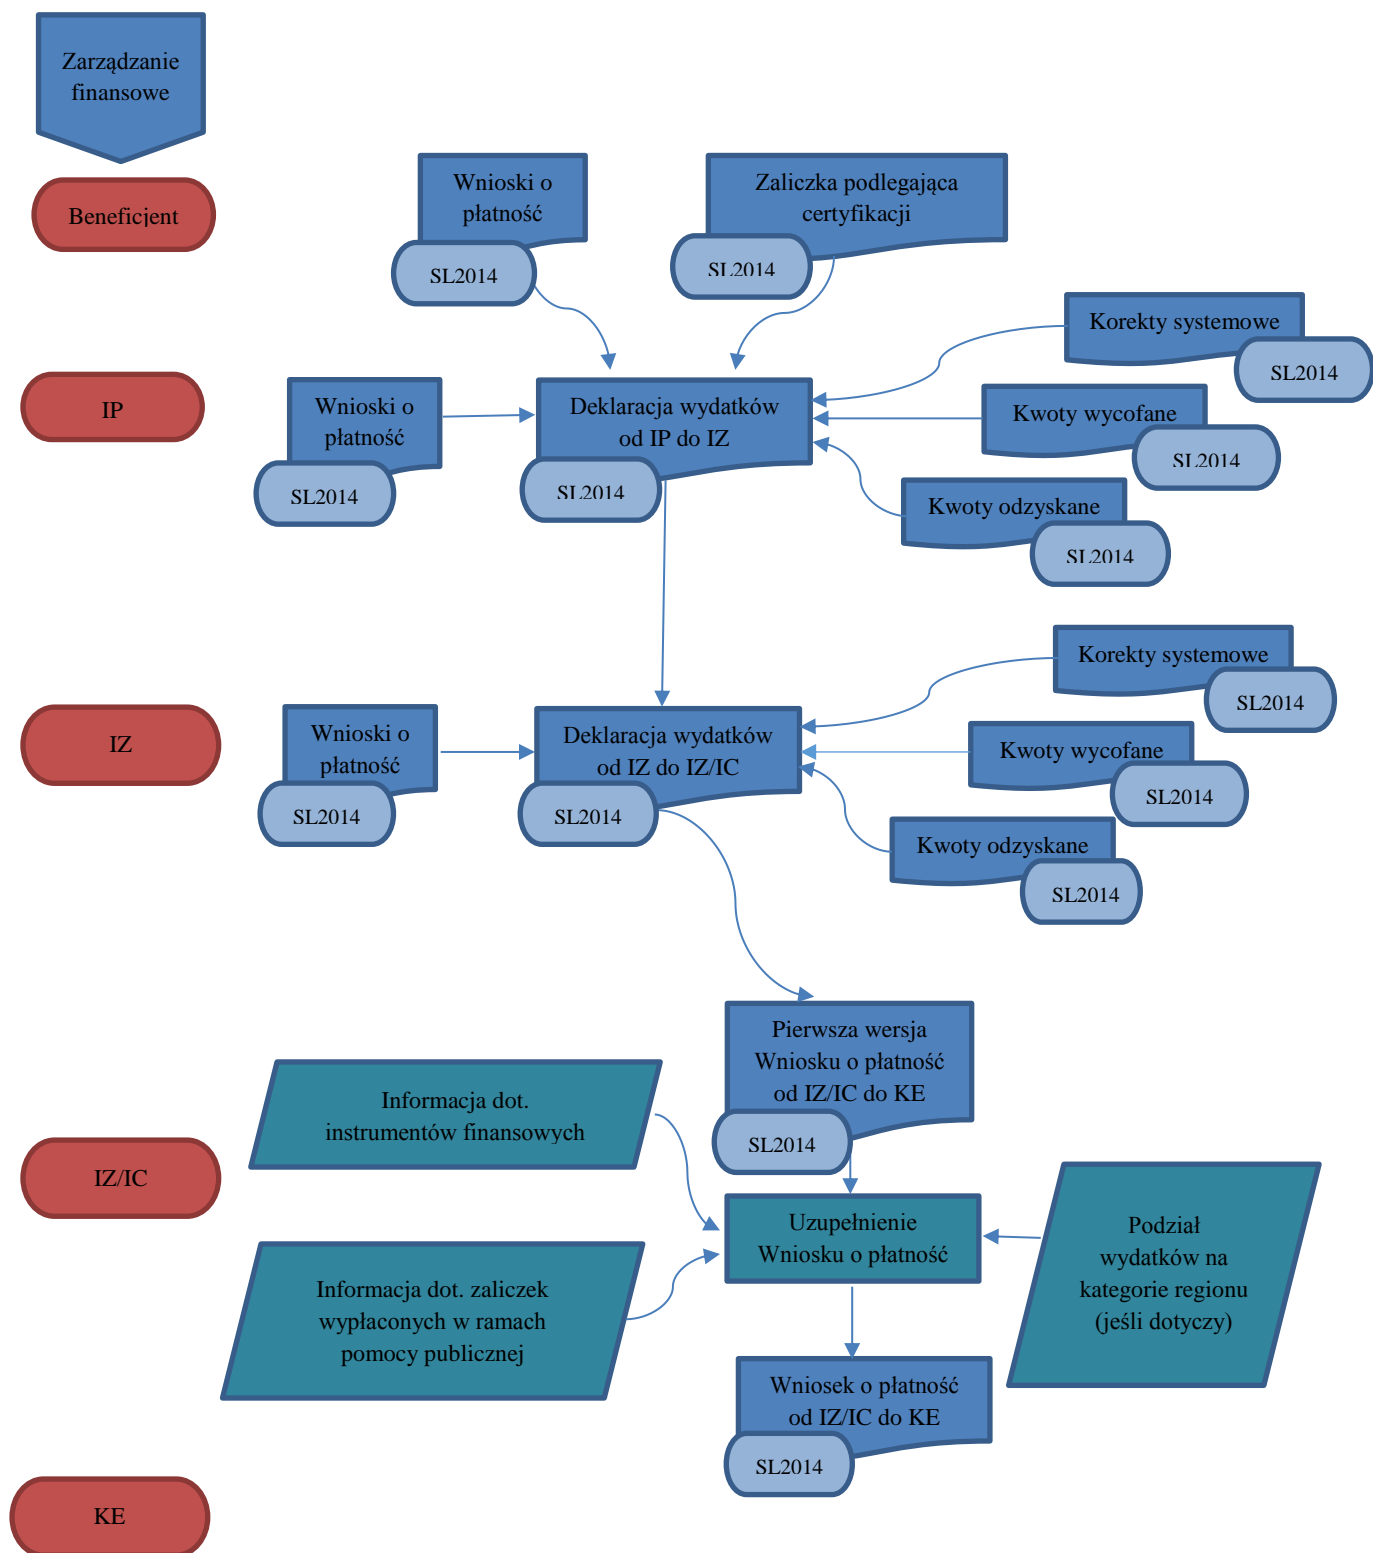 Zarządzanie
finansowe
Beneficjent
Wnioski o
płatność
SL2014
Zaliczka podlegająca
certyfikacji
SL2014
Korekty systemowe
SL2014
IP
Wnioski o
płatność
SL2014
Deklaracja wydatków
od IP do IZ
SL2014
Kwoty wycofane
SL2014
Kwoty odzyskane
SL2014
Korekty systemowe
SL2014
IZ
Wnioski o
płatność
SL2014
Deklaracja wydatków
od IZ do IZ/IC
SL2014
Kwoty wycofane
SL2014
Kwoty odzyskane
SL2014
Pierwsza wersja
Wniosku o płatność
od IZ/IC do KE
SL2014
Informacja dot.
instrumentów finansowych
IZ/IC
Uzupełnienie
Wniosku o płatność
Podział
wydatków na
kategorie regionu
(jeśli dotyczy)
Informacja dot. zaliczek
wypłaconych w ramach
pomocy publicznej
Wniosek o płatność
od IZ/IC do KE
SL2014
KE